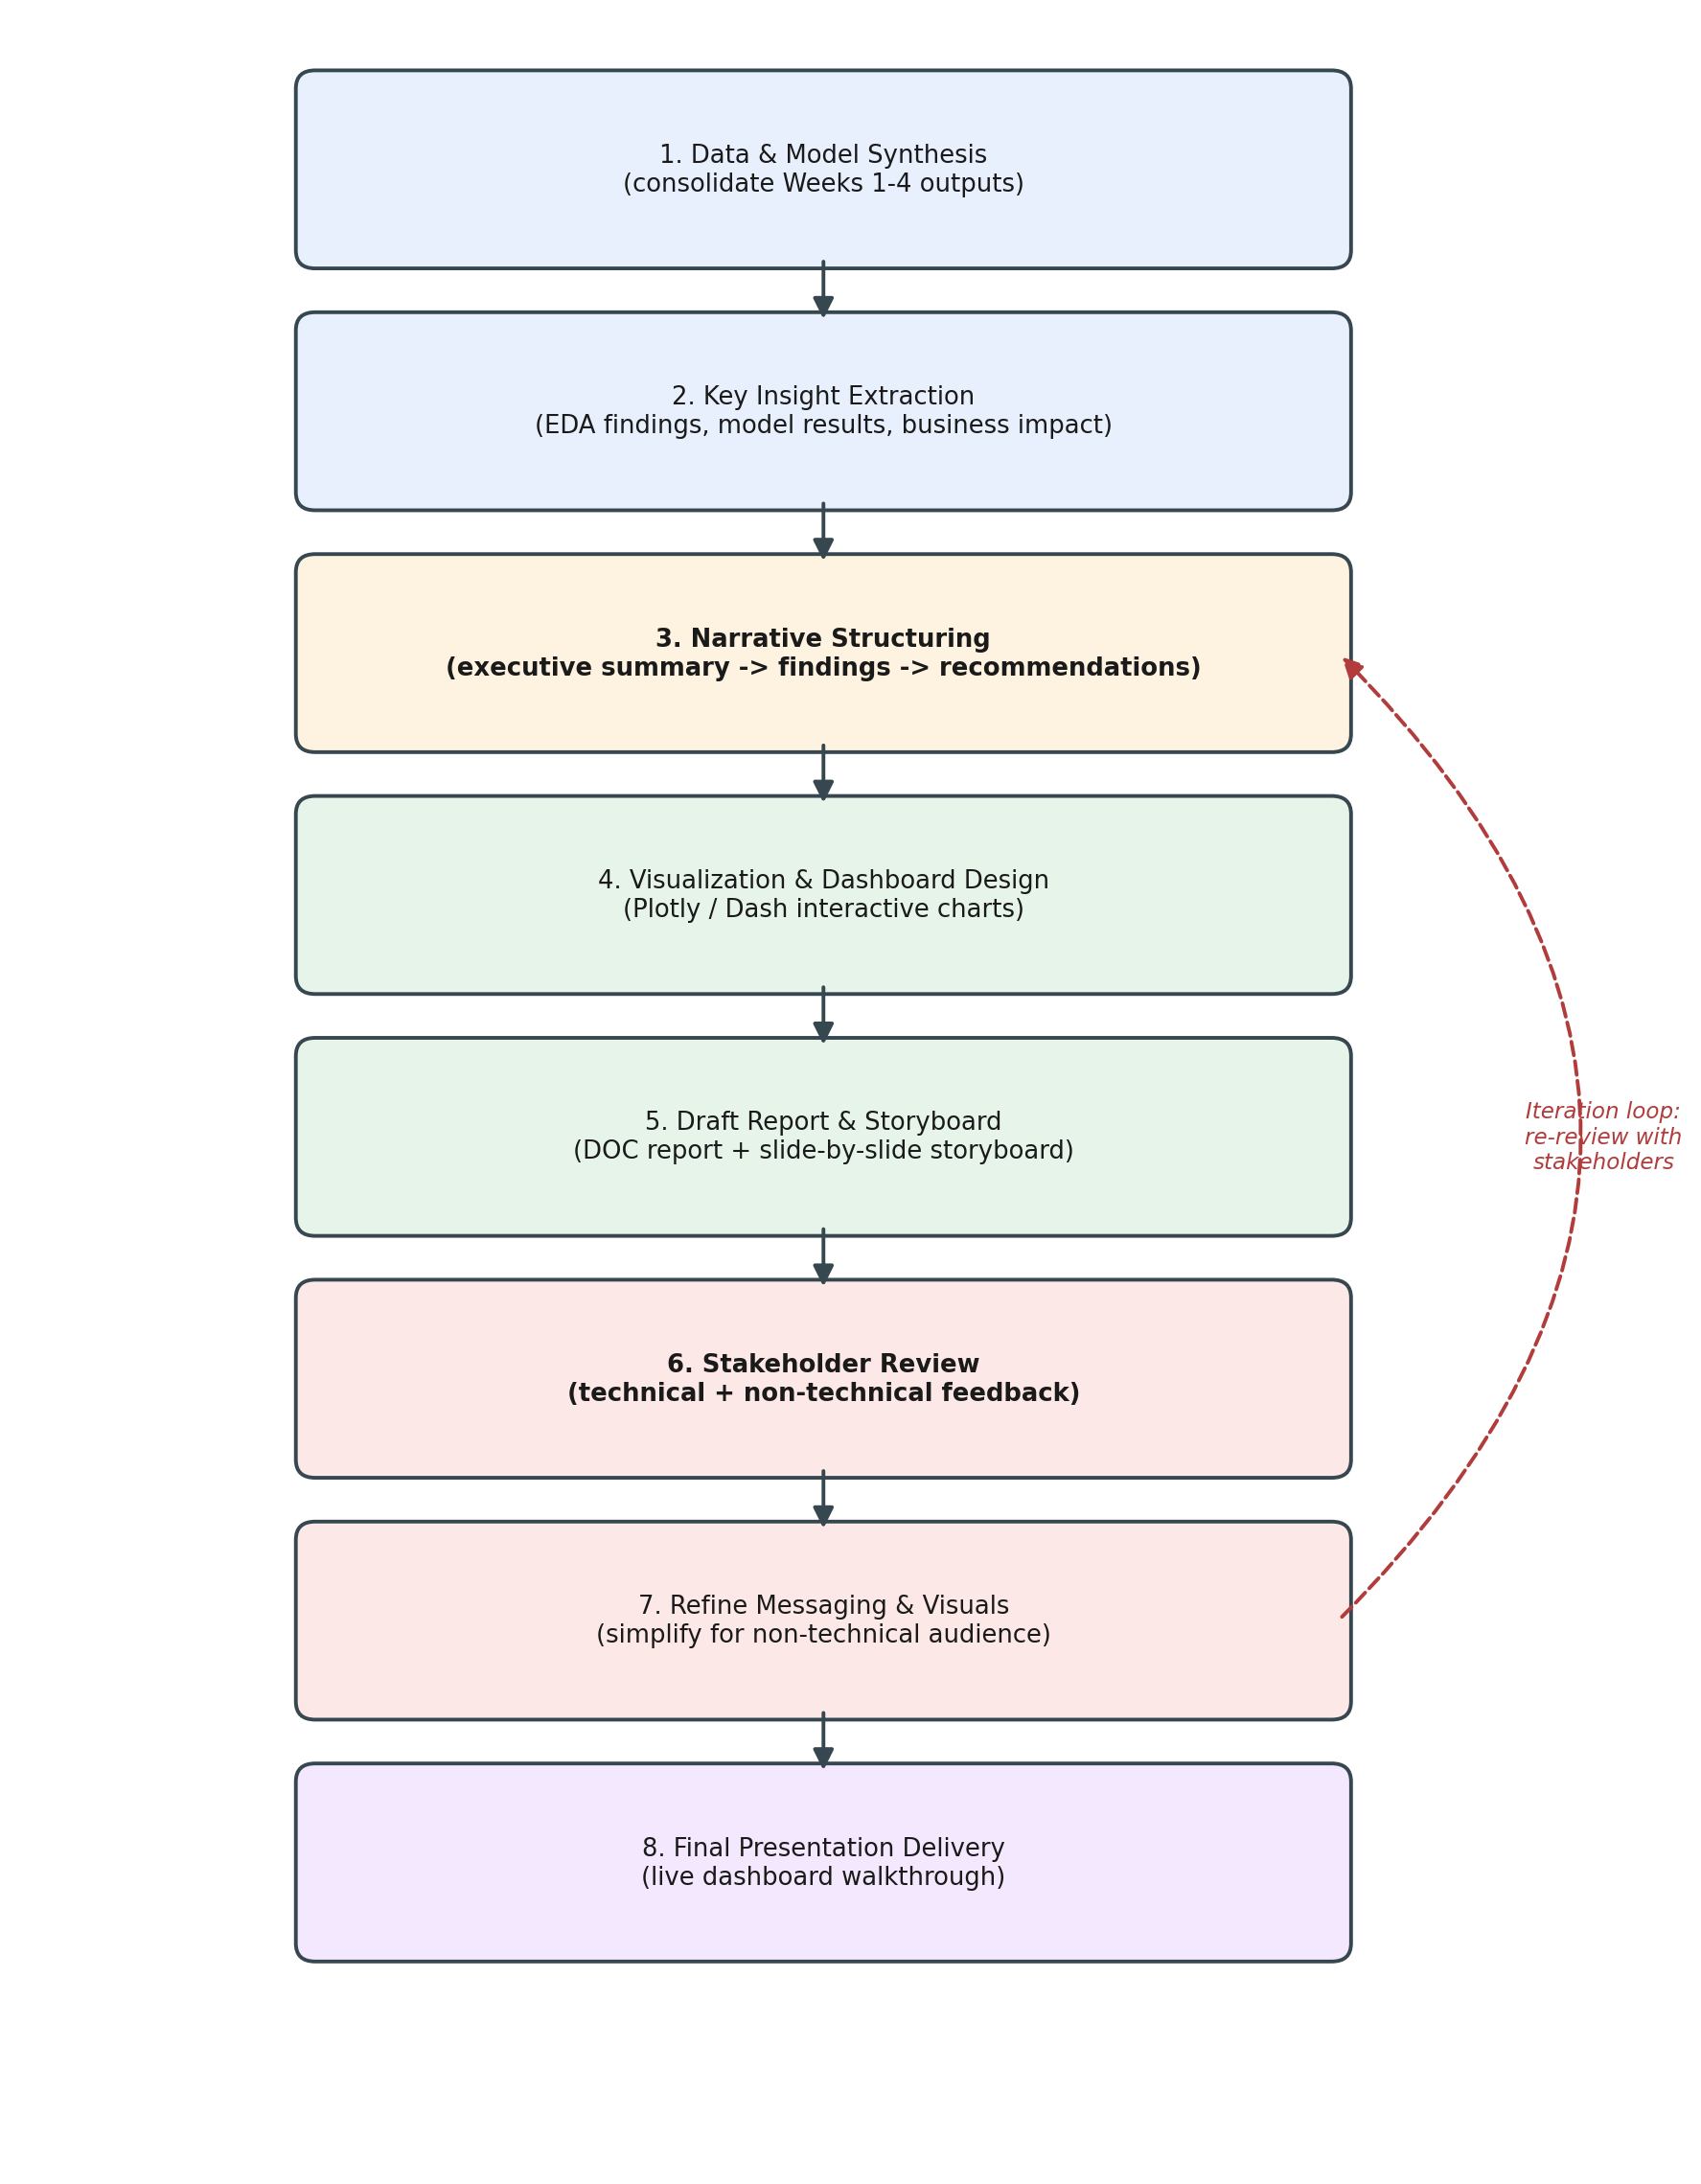 1. Data & Model Synthesis
(consolidate Weeks 1-4 outputs)
2. Key Insight Extraction
(EDA findings, model results, business impact)
3. Narrative Structuring
(executive summary -> findings -> recommendations)
4. Visualization & Dashboard Design
(Plotly / Dash interactive charts)
5. Draft Report & Storyboard
(DOC report + slide-by-slide storyboard)
Iteration loop:
re-review with
stakeholders
6. Stakeholder Review
(technical + non-technical feedback)
7. Refine Messaging & Visuals
(simplify for non-technical audience)
8. Final Presentation Delivery
(live dashboard walkthrough)